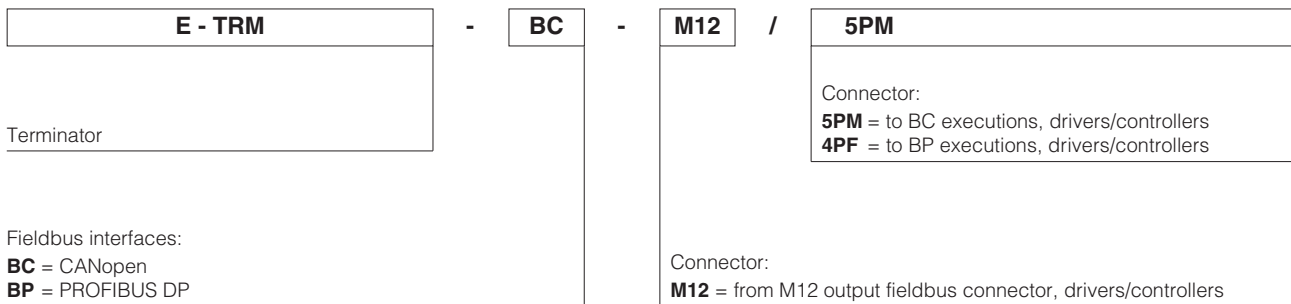 E - TRM - BC - M12 / 5PM
Connector:
5PM = to BC executions, drivers/controllers
4PF = to BP executions, drivers/controllers
Terminator
Fieldbus interfaces:
BC = CANopen
BP = PROFIBUS DP
Connector:
M12 = from M12 output fieldbus connector, drivers/controllers